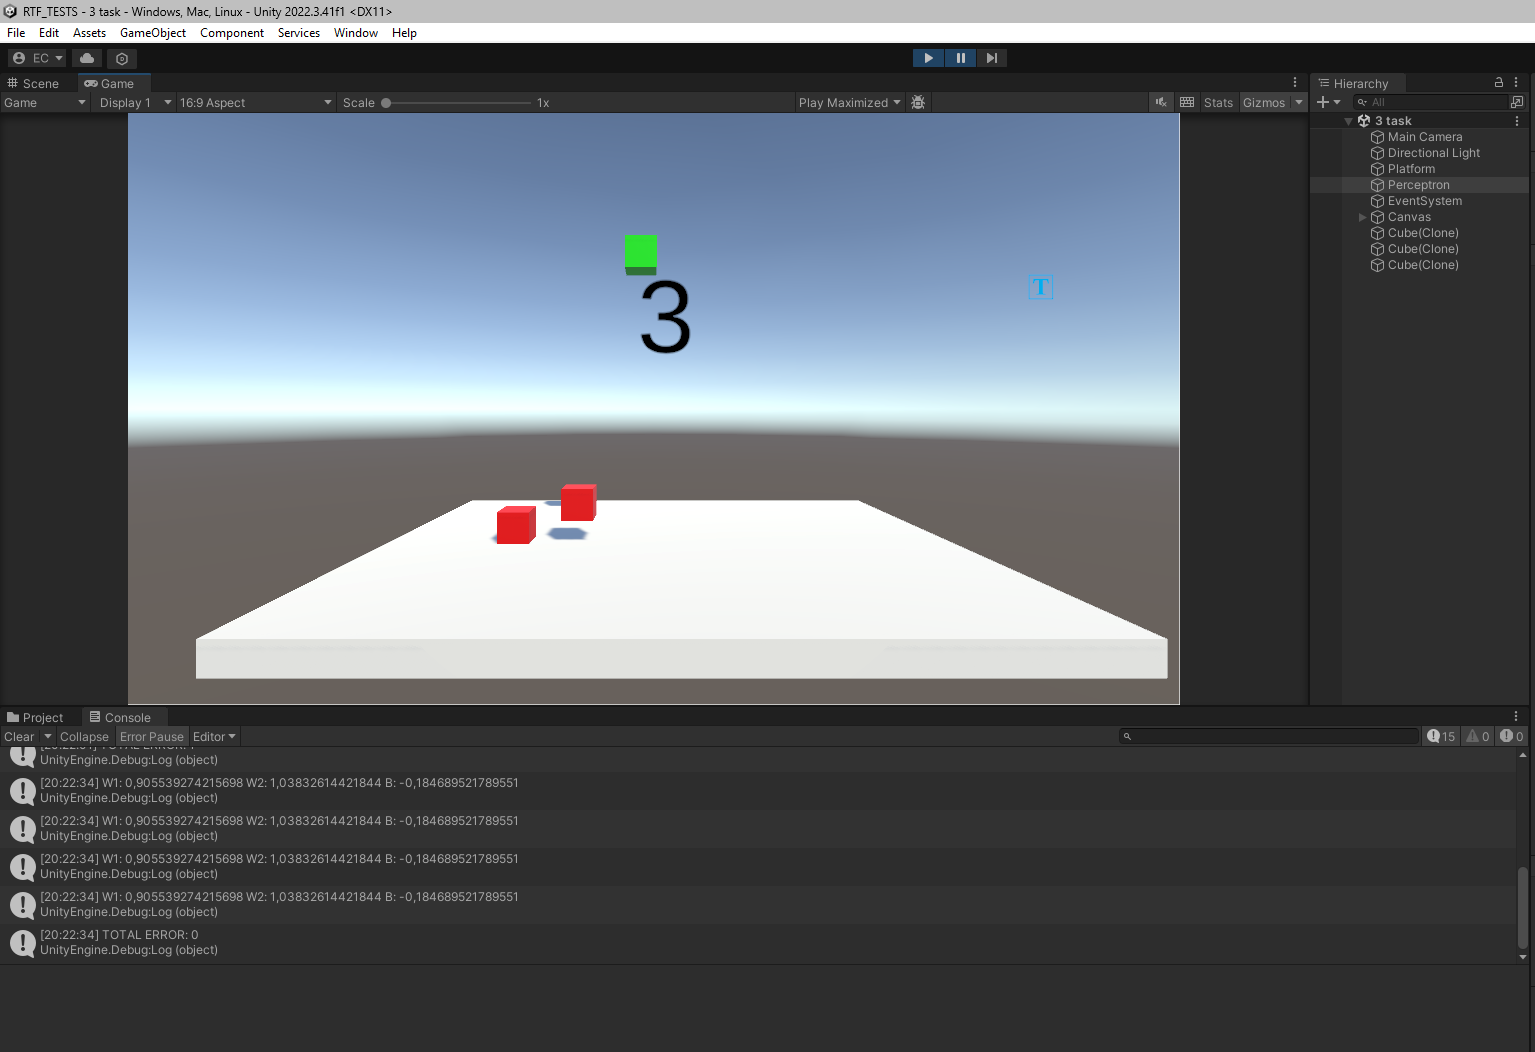 RTF_TESTS - 3 task - Windows, Mac, Linux - Unity 2022.3.41f1 <DX11>
File Edit Assets GameObject Component Services Window Help
EC
Scene Game
Game Display 1 16:9 Aspect Scale 1x Play Maximized Stats Gizmos
3
T
Hierarchy
All
3 task
Main Camera
Directional Light
Platform
Perceptron
EventSystem
Canvas
Cube(Clone)
Cube(Clone)
Cube(Clone)
Project Console
Clear Collapse Error Pause Editor 15 0 0
UnityEngine.Debug:Log (object)
[20:22:34] W1: 0,905539274215698 W2: 1,03832614421844 B: -0,184689521789551
UnityEngine.Debug:Log (object)
[20:22:34] W1: 0,905539274215698 W2: 1,03832614421844 B: -0,184689521789551
UnityEngine.Debug:Log (object)
[20:22:34] W1: 0,905539274215698 W2: 1,03832614421844 B: -0,184689521789551
UnityEngine.Debug:Log (object)
[20:22:34] W1: 0,905539274215698 W2: 1,03832614421844 B: -0,184689521789551
UnityEngine.Debug:Log (object)
[20:22:34] TOTAL ERROR: 0
UnityEngine.Debug:Log (object)